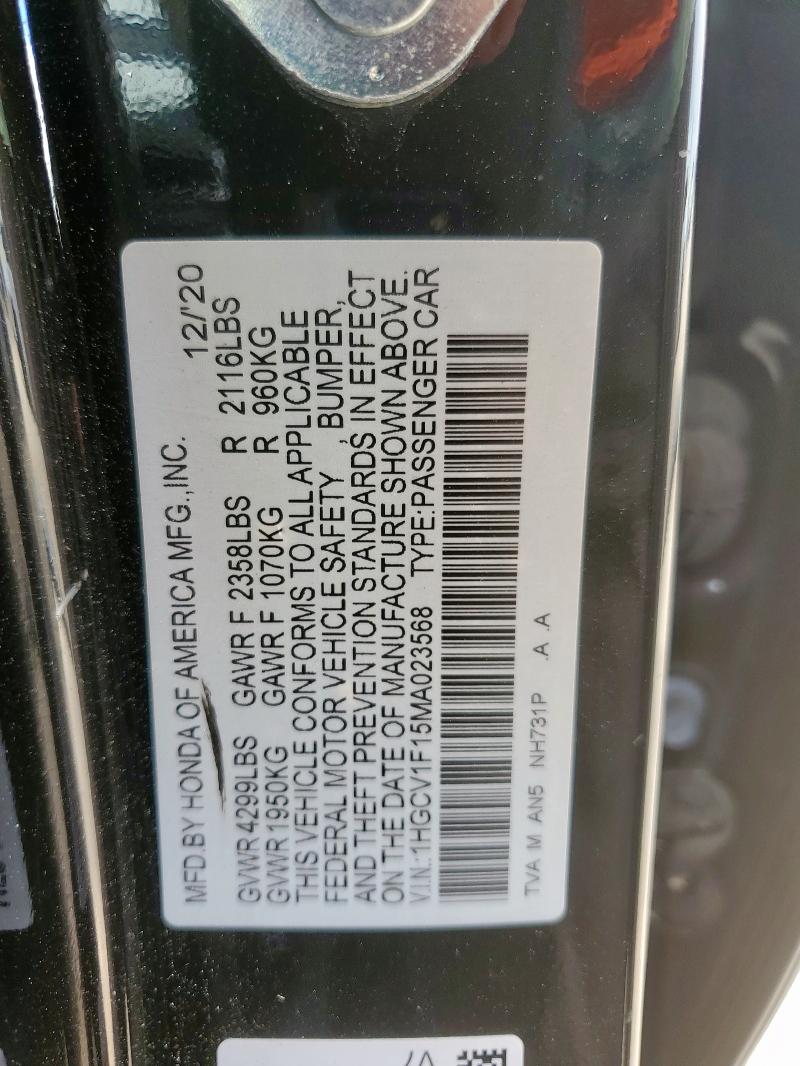 MFD.BY HONDA OF AMERICA MFG.,INC. 12/'20
GVWR 4299LBS GAWR F 2358LBS R 2116LBS
GVWR 1950KG GAWR F 1070KG R 960KG
THIS VEHICLE CONFORMS TO ALL APPLICABLE
FEDERAL MOTOR VEHICLE SAFETY , BUMPER,
AND THEFT PREVENTION STANDARDS IN EFFECT
ON THE DATE OF MANUFACTURE SHOWN ABOVE.
V.I.N.:1HGCV1F15MA023568 TYPE:PASSENGER CAR
TVA M AN5 NH731P .A .A